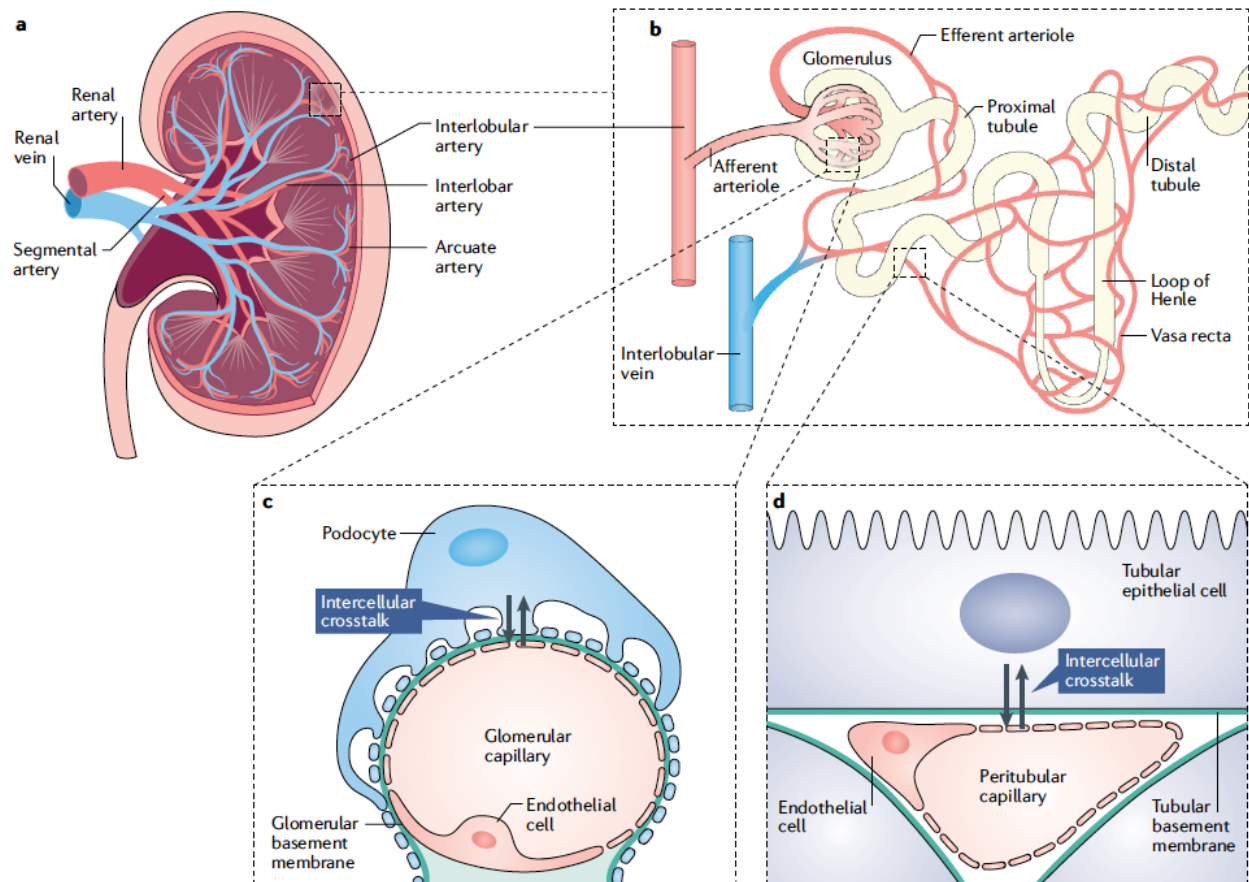 a
Renal
artery
Renal
vein
Segmental
artery
Interlobular
artery
Interlobar
artery
Arcuate
artery
b
Efferent arteriole
Glomerulus
Proximal
tubule
Afferent
arteriole
Distal
tubule
Loop of
Henle
Vasa recta
Interlobular
vein
c
Podocyte
Intercellular
crosstalk
Glomerular
capillary
Endothelial
cell
Glomerular
basement
membrane
d
Tubular
epithelial cell
Intercellular
crosstalk
Peritubular
capillary
Endothelial
cell
Tubular
basement
membrane